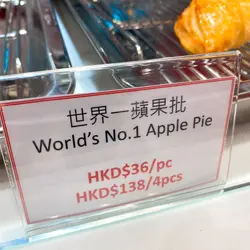 世界一蘋果批
World's No.1 Apple Pie
HKD$36/pc
HKD$138/4pcs